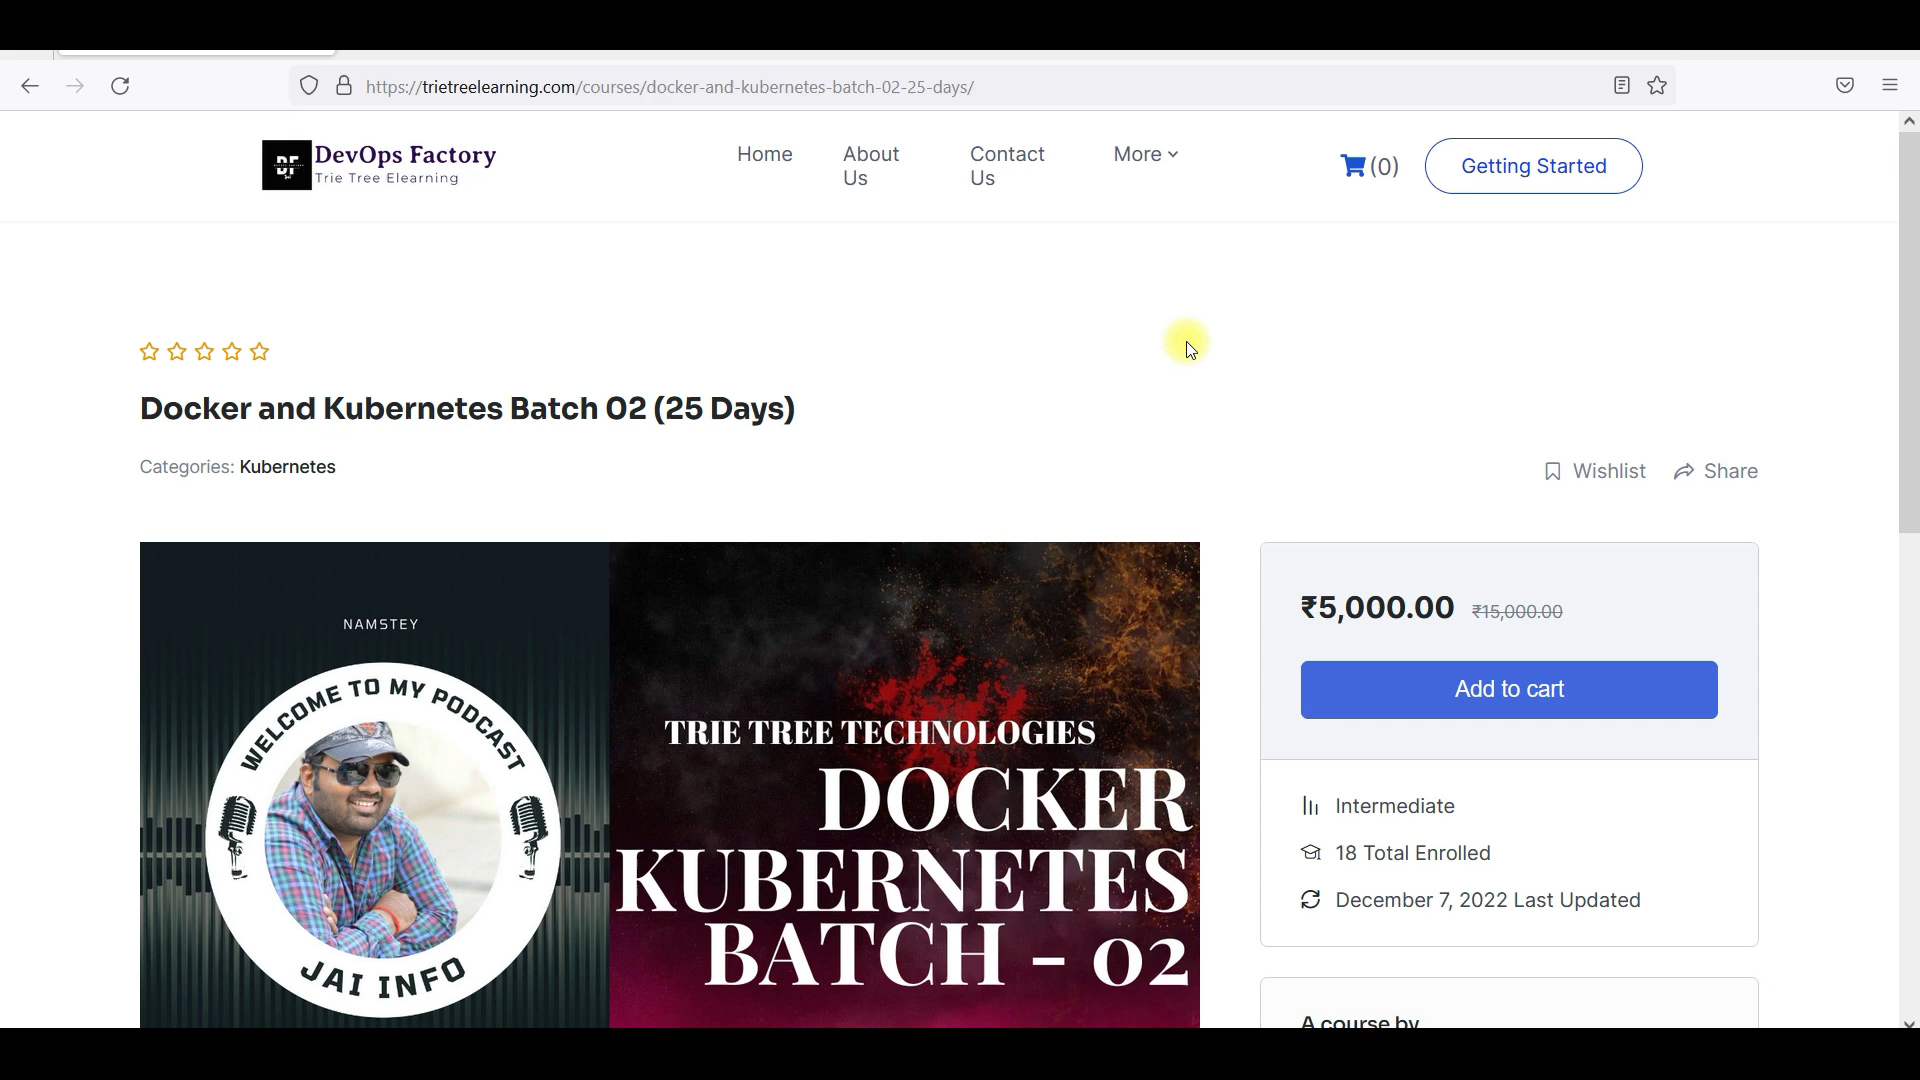 https://trietreelearning.com/courses/docker-and-kubernetes-batch-02-25-days/
DF
DevOps Factory
Trie Tree Elearning
Home
About
Us
Contact
Us
More
(0)
Getting Started
Docker and Kubernetes Batch 02 (25 Days)
Categories: Kubernetes
Wishlist
Share
NAMSTEY
WELCOME TO MY PODCAST
JAI INFO
TRIE TREE TECHNOLOGIES
DOCKER
KUBERNETES
BATCH - 02
₹5,000.00 ₹15,000.00
Add to cart
Intermediate
18 Total Enrolled
December 7, 2022 Last Updated
A course by